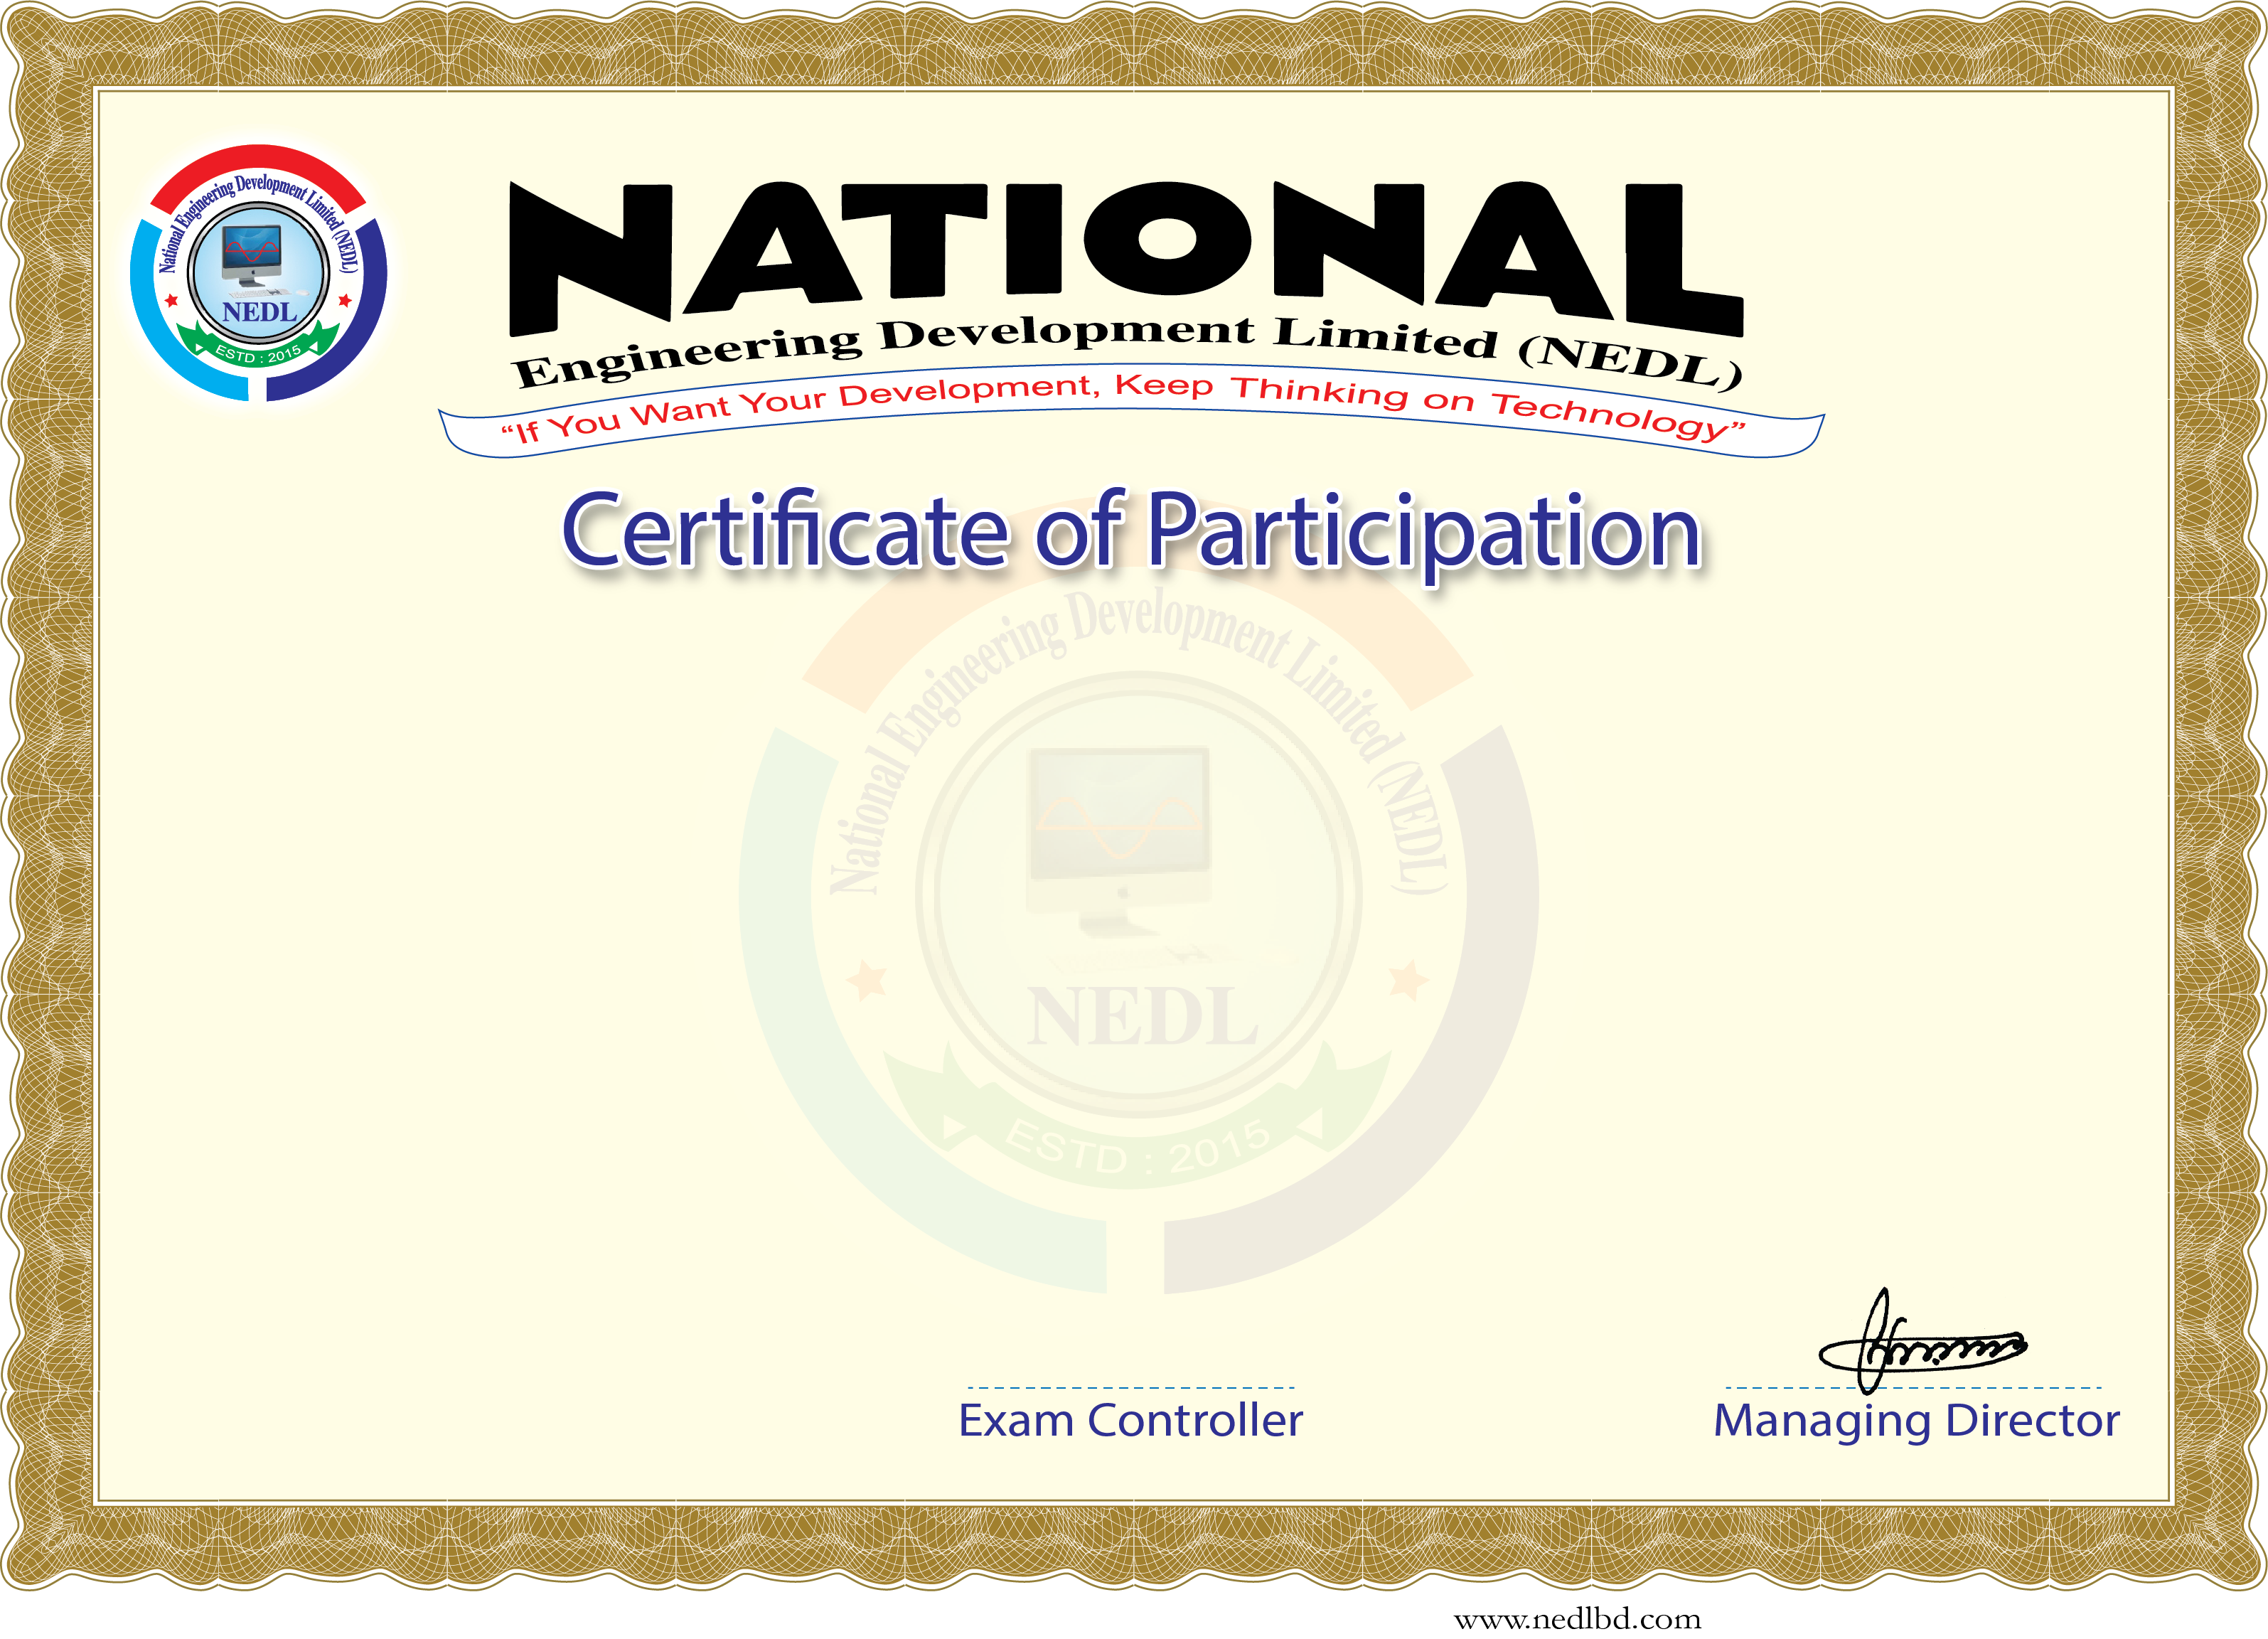 National Engineering Development Limited (NEDL)
NEDL
ESTD : 2015
NATIONAL
Engineering Development Limited (NEDL)
“If You Want Your Development, Keep Thinking on Technology”
Certificate of Participation
National Engineering Development Limited (NEDL)
NEDL
ESTD : 2015
Exam Controller
Managing Director
www.nedlbd.com